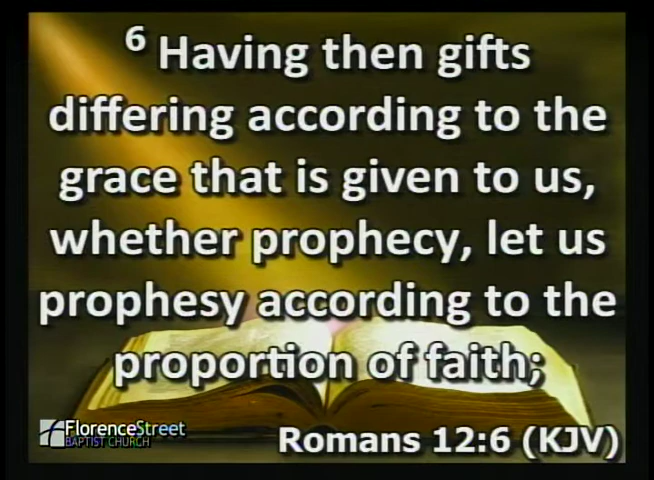 6 Having then gifts
differing according to the
grace that is given to us,
whether prophecy, let us
prophesy according to the
proportion of faith;
FlorenceStreet
BAPTIST CHURCH
Romans 12:6 (KJV)